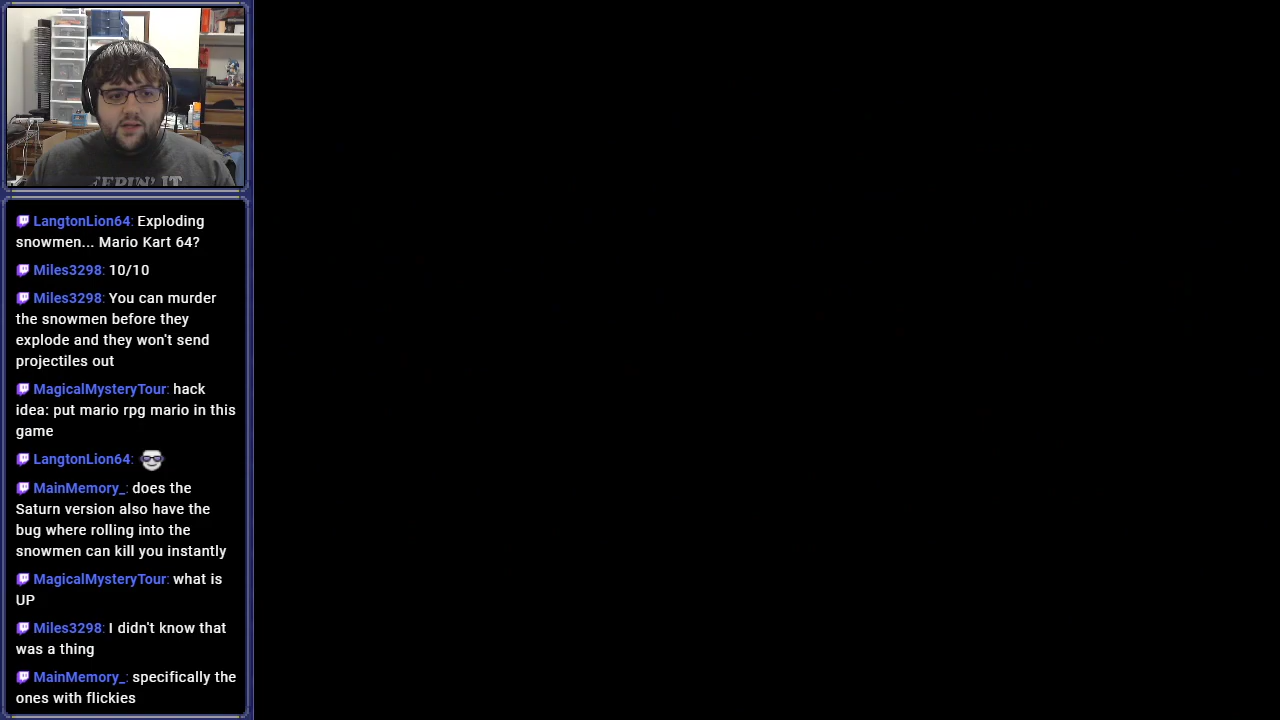 EEPIN' IT
LangtonLion64: Exploding
snowmen... Mario Kart 64?
Miles3298: 10/10
Miles3298: You can murder
the snowmen before they
explode and they won't send
projectiles out
MagicalMysteryTour: hack
idea: put mario rpg mario in this
game
LangtonLion64:
MainMemory_: does the
Saturn version also have the
bug where rolling into the
snowmen can kill you instantly
MagicalMysteryTour: what is
UP
Miles3298: I didn't know that
was a thing
MainMemory_: specifically the
ones with flickies